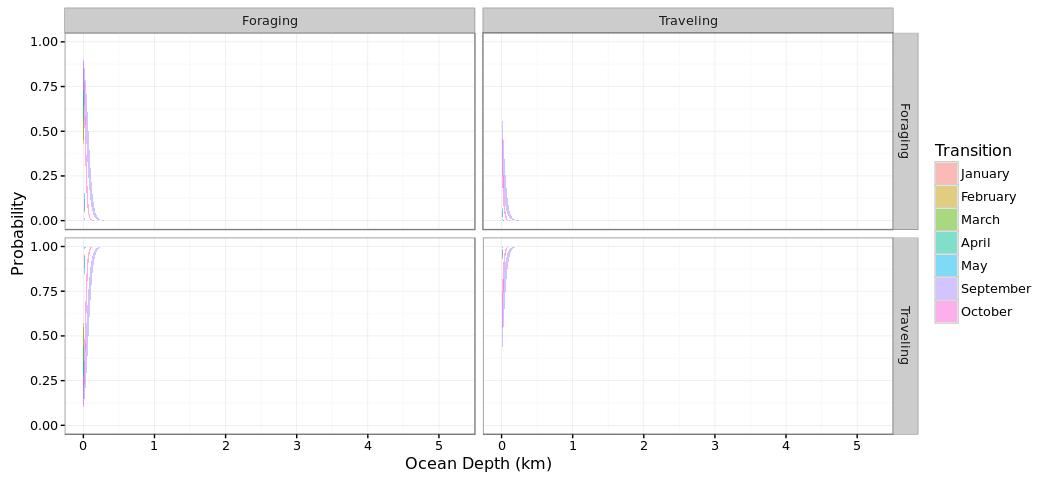 Foraging
Traveling
1.00
0.75
0.50
0.25
0.00
Foraging
1.00
0.75
0.50
0.25
0.00
Traveling
0 1 2 3 4 5
0 1 2 3 4 5
Ocean Depth (km)
Probability
Transition
January
February
March
April
May
September
October